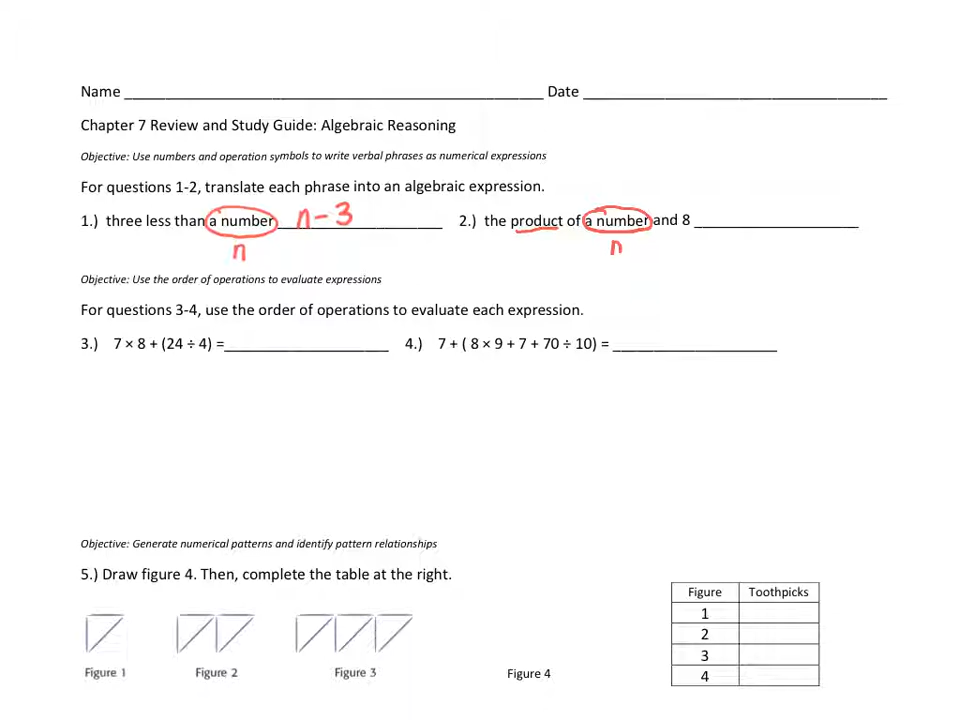 Name ______________________ Date ______________________
Chapter 7 Review and Study Guide: Algebraic Reasoning
Objective: Use numbers and operation symbols to write verbal phrases as numerical expressions
For questions 1-2, translate each phrase into an algebraic expression.
1.) three less than a number n - 3 2.) the product of a number and 8 ______________________
n n
Objective: Use the order of operations to evaluate expressions
For questions 3-4, use the order of operations to evaluate each expression.
3.) 7 × 8 + (24 ÷ 4) =______________________ 4.) 7 + ( 8 × 9 + 7 + 70 ÷ 10) = ______________________
Objective: Generate numerical patterns and identify pattern relationships
5.) Draw figure 4. Then, complete the table at the right.
Figure Toothpicks
1
2
3
4
Figure 1 Figure 2 Figure 3 Figure 4